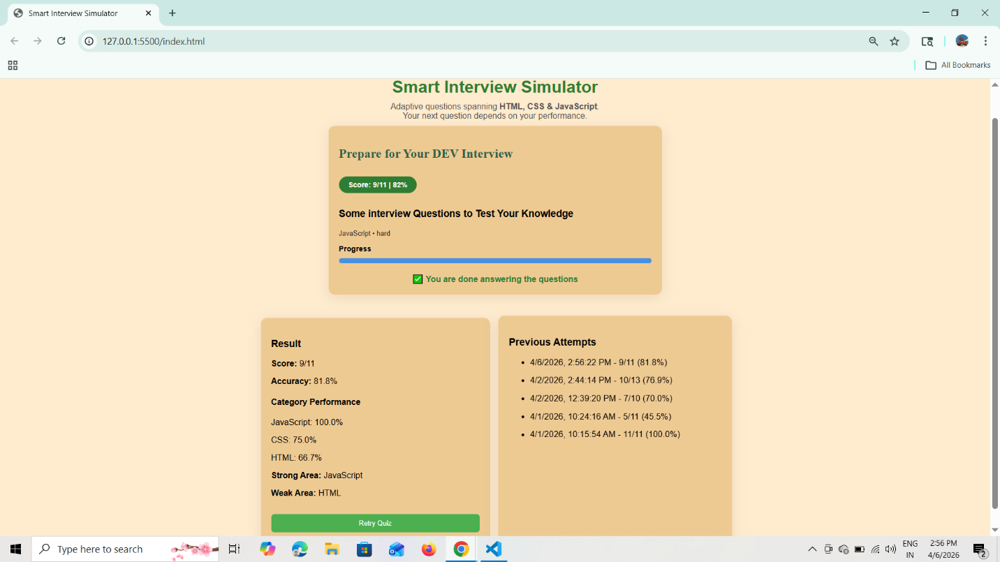 Smart Interview Simulator
127.0.0.1:5500/index.html
All Bookmarks
Smart Interview Simulator
Adaptive questions spanning HTML, CSS & JavaScript.
Your next question depends on your performance.
Prepare for Your DEV Interview
Score: 9/11 | 82%
Some interview Questions to Test Your Knowledge
JavaScript • hard
Progress
✅ You are done answering the questions
Result
Score: 9/11
Accuracy: 81.8%
Category Performance
JavaScript: 100.0%
CSS: 75.0%
HTML: 66.7%
Strong Area: JavaScript
Weak Area: HTML
Retry Quiz
Previous Attempts
• 4/6/2026, 2:56:22 PM - 9/11 (81.8%)
• 4/2/2026, 2:44:14 PM - 10/13 (76.9%)
• 4/2/2026, 12:39:20 PM - 7/10 (70.0%)
• 4/1/2026, 10:24:16 AM - 5/11 (45.5%)
• 4/1/2026, 10:15:54 AM - 11/11 (100.0%)
Type here to search
ENG
IN
2:56 PM
4/6/2026
2